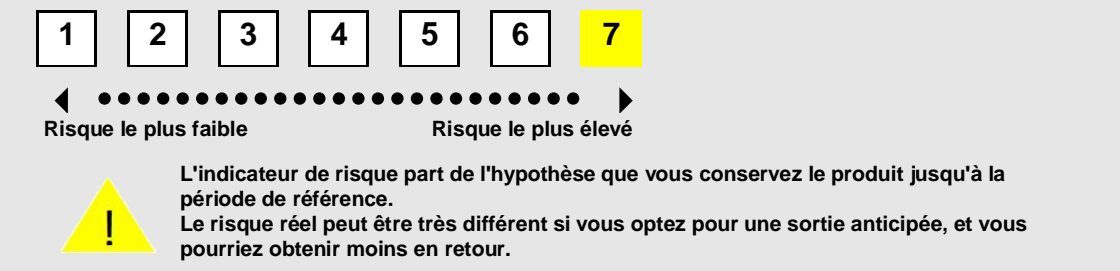 1 2 3 4 5 6 7
Risque le plus faible Risque le plus élevé
L'indicateur de risque part de l'hypothèse que vous conservez le produit jusqu'à la
période de référence.
Le risque réel peut être très différent si vous optez pour une sortie anticipée, et vous
pourriez obtenir moins en retour.
!